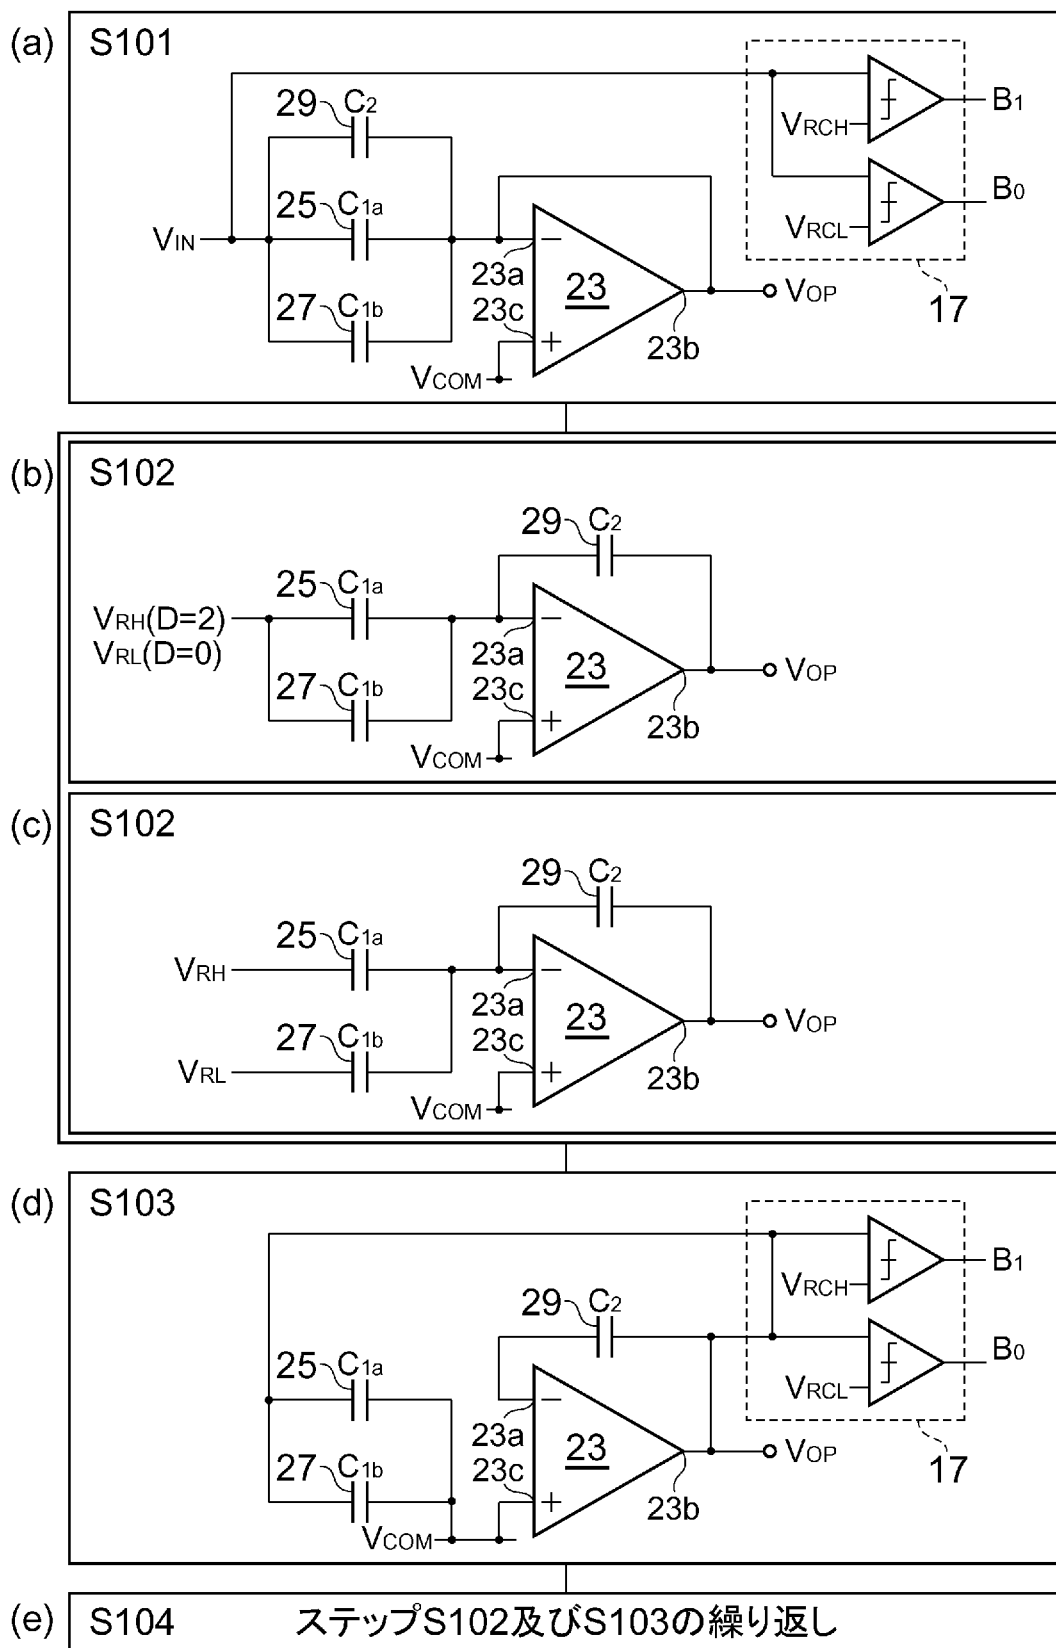 (a)
S101
29 C2
25 C1a
27 C1b
VIN
23a
23c
23
23b
VCOM
VOP
VRCH
VRCL
B1
B0
17
(b)
S102
29 C2
25 C1a
27 C1b
VRH(D=2)
VRL(D=0)
23a
23c
23
23b
VCOM
VOP
(c)
S102
29 C2
25 C1a
27 C1b
VRH
VRL
23a
23c
23
23b
VCOM
VOP
(d)
S103
29 C2
25 C1a
27 C1b
23a
23c
23
23b
VCOM
VOP
VRCH
VRCL
B1
B0
17
(e)
S104 ステップS102及びS103の繰り返し